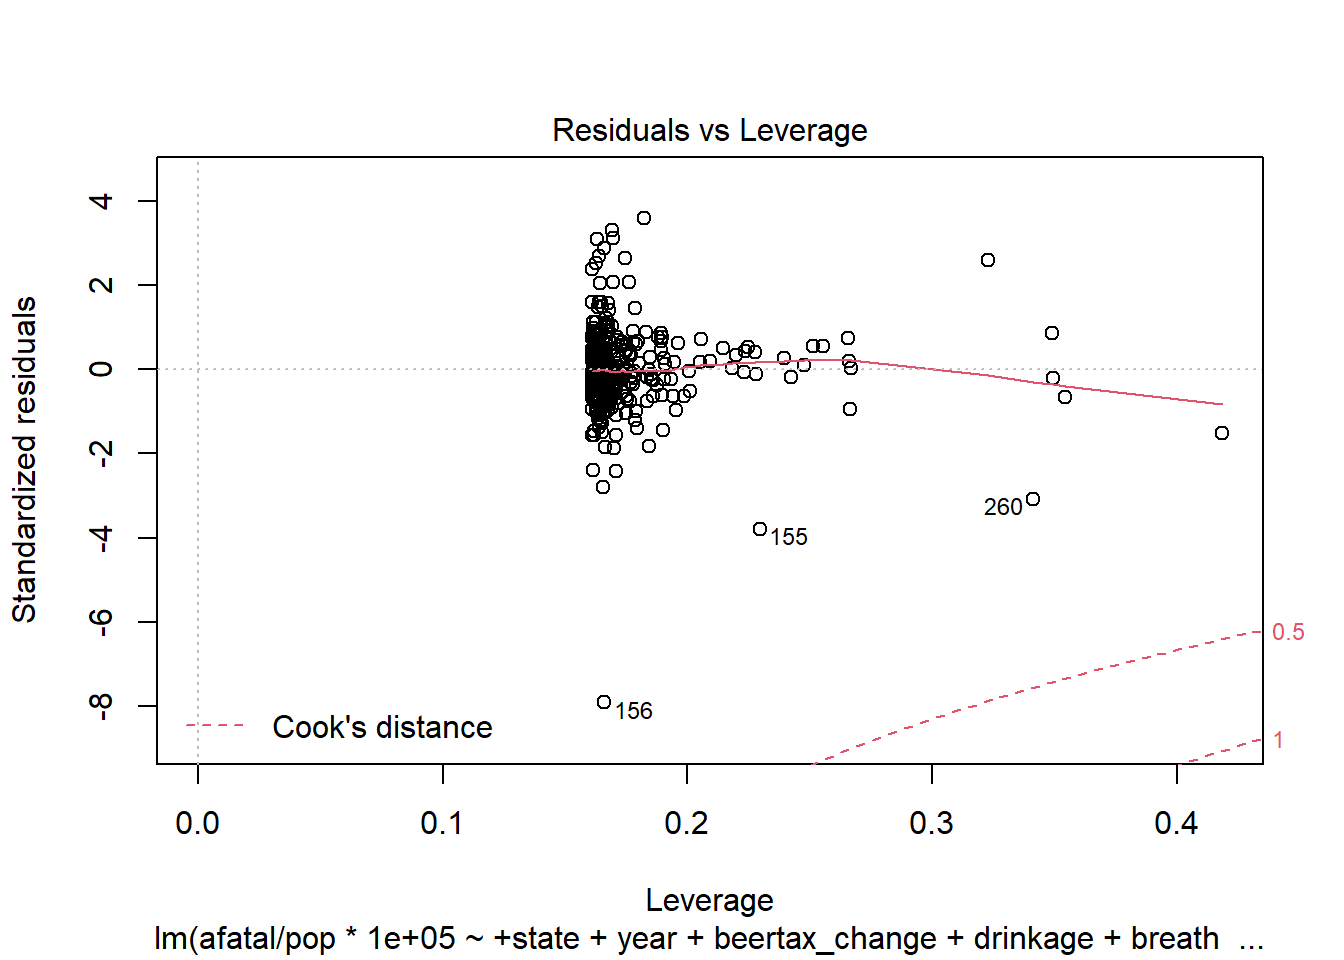 Residuals vs Leverage
Standardized residuals
4
2
0
-2
-4
-6
-8
260
155
156
0.5
1
Cook's distance
0.0 0.1 0.2 0.3 0.4
Leverage
lm(afatal/pop * 1e+05 ~ +state + year + beertax_change + drinkage + breath ...